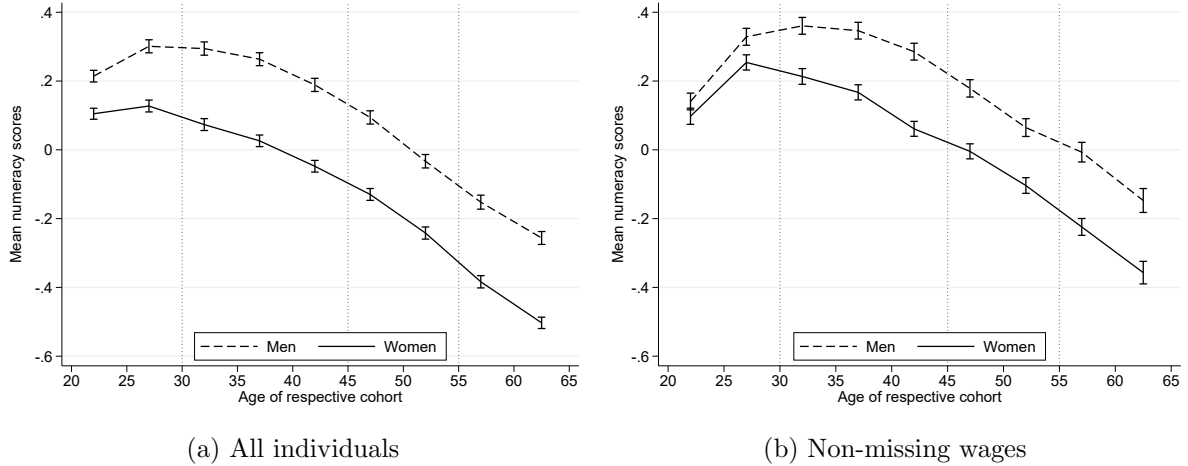 .4
.2
0
-.2
-.4
-.6
Mean numeracy scores
Men
Women
20 25 30 35 40 45 50 55 60 65
Age of respective cohort
(a) All individuals
.4
.2
0
-.2
-.4
-.6
Mean numeracy scores
Men
Women
20 25 30 35 40 45 50 55 60 65
Age of respective cohort
(b) Non-missing wages